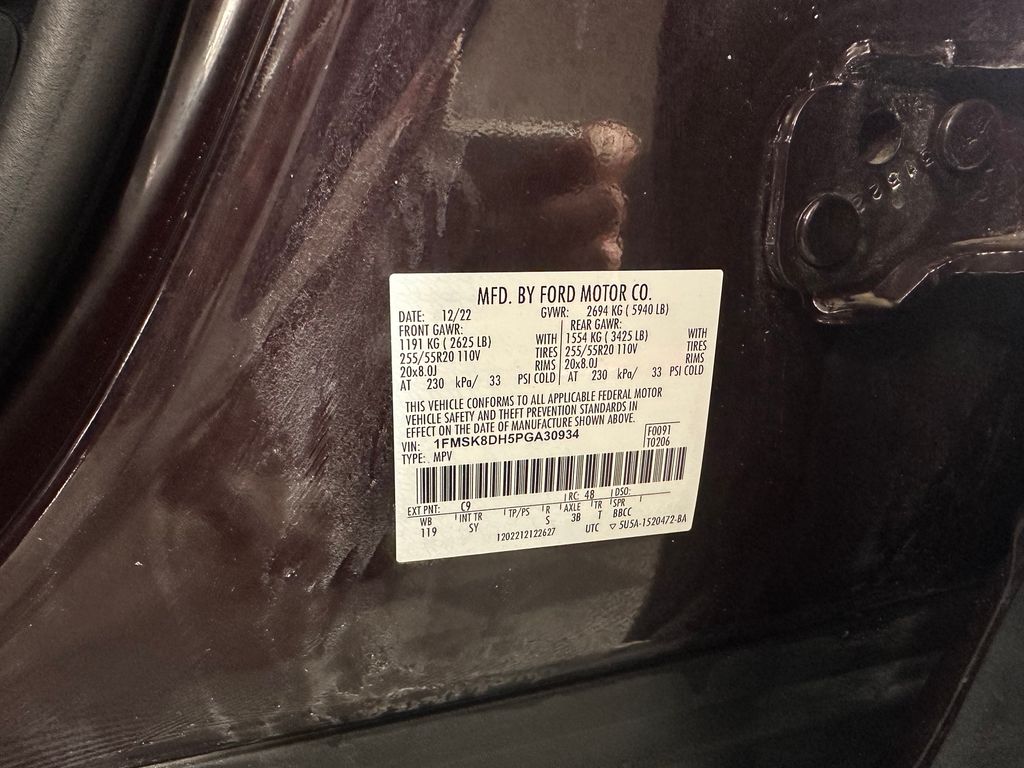 MFD. BY FORD MOTOR CO.
DATE: 12/22 GVWR: 2694 KG ( 5940 LB)
FRONT GAWR: REAR GAWR:
1191 KG ( 2625 LB) WITH 1554 KG ( 3425 LB) WITH
255/55R20 110V TIRES 255/55R20 110V TIRES
20x8.0J RIMS 20x8.0J RIMS
AT 230 kPa/ 33 PSI COLD AT 230 kPa/ 33 PSI COLD
THIS VEHICLE CONFORMS TO ALL APPLICABLE FEDERAL MOTOR
VEHICLE SAFETY AND THEFT PREVENTION STANDARDS IN
EFFECT ON THE DATE OF MANUFACTURE SHOWN ABOVE.
VIN: 1FMSK8DH5PGA30934 F0091
TYPE: MPV T0206
EXT PNT: C9 RC: 48 DSO:
WB INT TR TP/PS R AXLE TR SPR
119 SY S 3B T BBCC
1202212122627 UTC ▽ 5U5A-1520472-BA